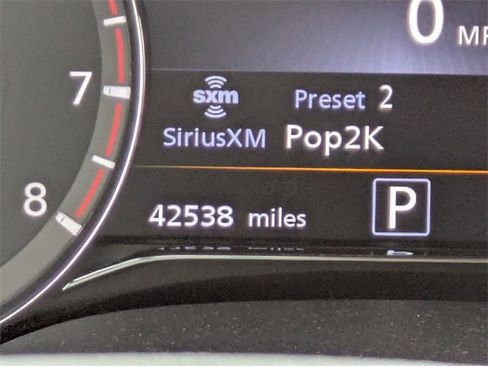 0 MP
7
sxm Preset 2
SiriusXM Pop2K
8
42538 miles P